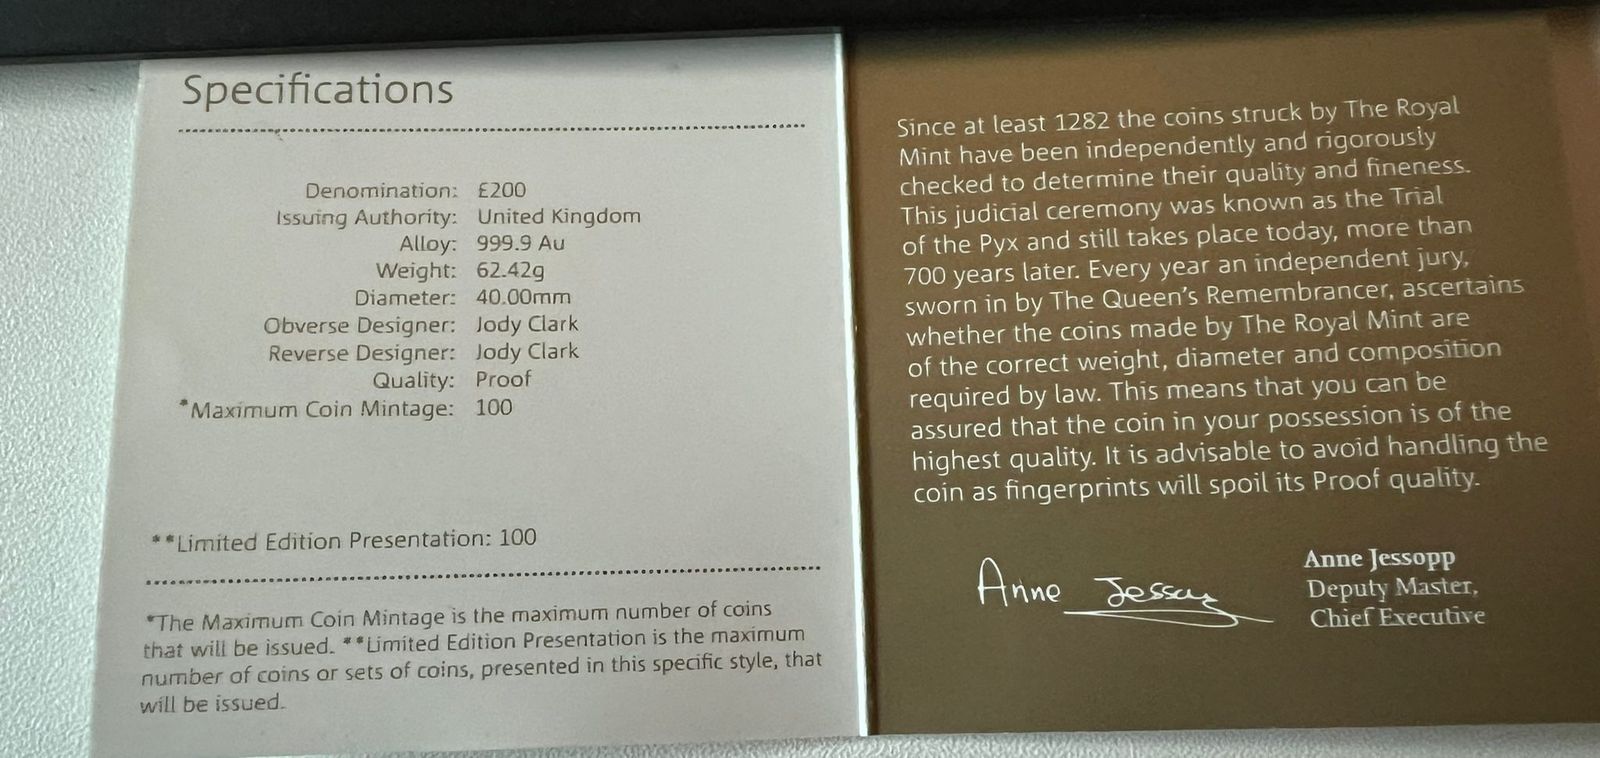 Specifications
Denomination: £200
Issuing Authority: United Kingdom
Alloy: 999.9 Au
Weight: 62.42g
Diameter: 40.00mm
Obverse Designer: Jody Clark
Reverse Designer: Jody Clark
Quality: Proof
*Maximum Coin Mintage: 100
**Limited Edition Presentation: 100
*The Maximum Coin Mintage is the maximum number of coins
that will be issued. **Limited Edition Presentation is the maximum
number of coins or sets of coins, presented in this specific style, that
will be issued.
Since at least 1282 the coins struck by The Royal
Mint have been independently and rigorously
checked to determine their quality and fineness.
This judicial ceremony was known as the Trial
of the Pyx and still takes place today, more than
700 years later. Every year an independent jury,
sworn in by The Queen's Remembrancer, ascertains
whether the coins made by The Royal Mint are
of the correct weight, diameter and composition
required by law. This means that you can be
assured that the coin in your possession is of the
highest quality. It is advisable to avoid handling the
coin as fingerprints will spoil its Proof quality.
Anne Jessopp
Anne Jessopp
Deputy Master,
Chief Executive